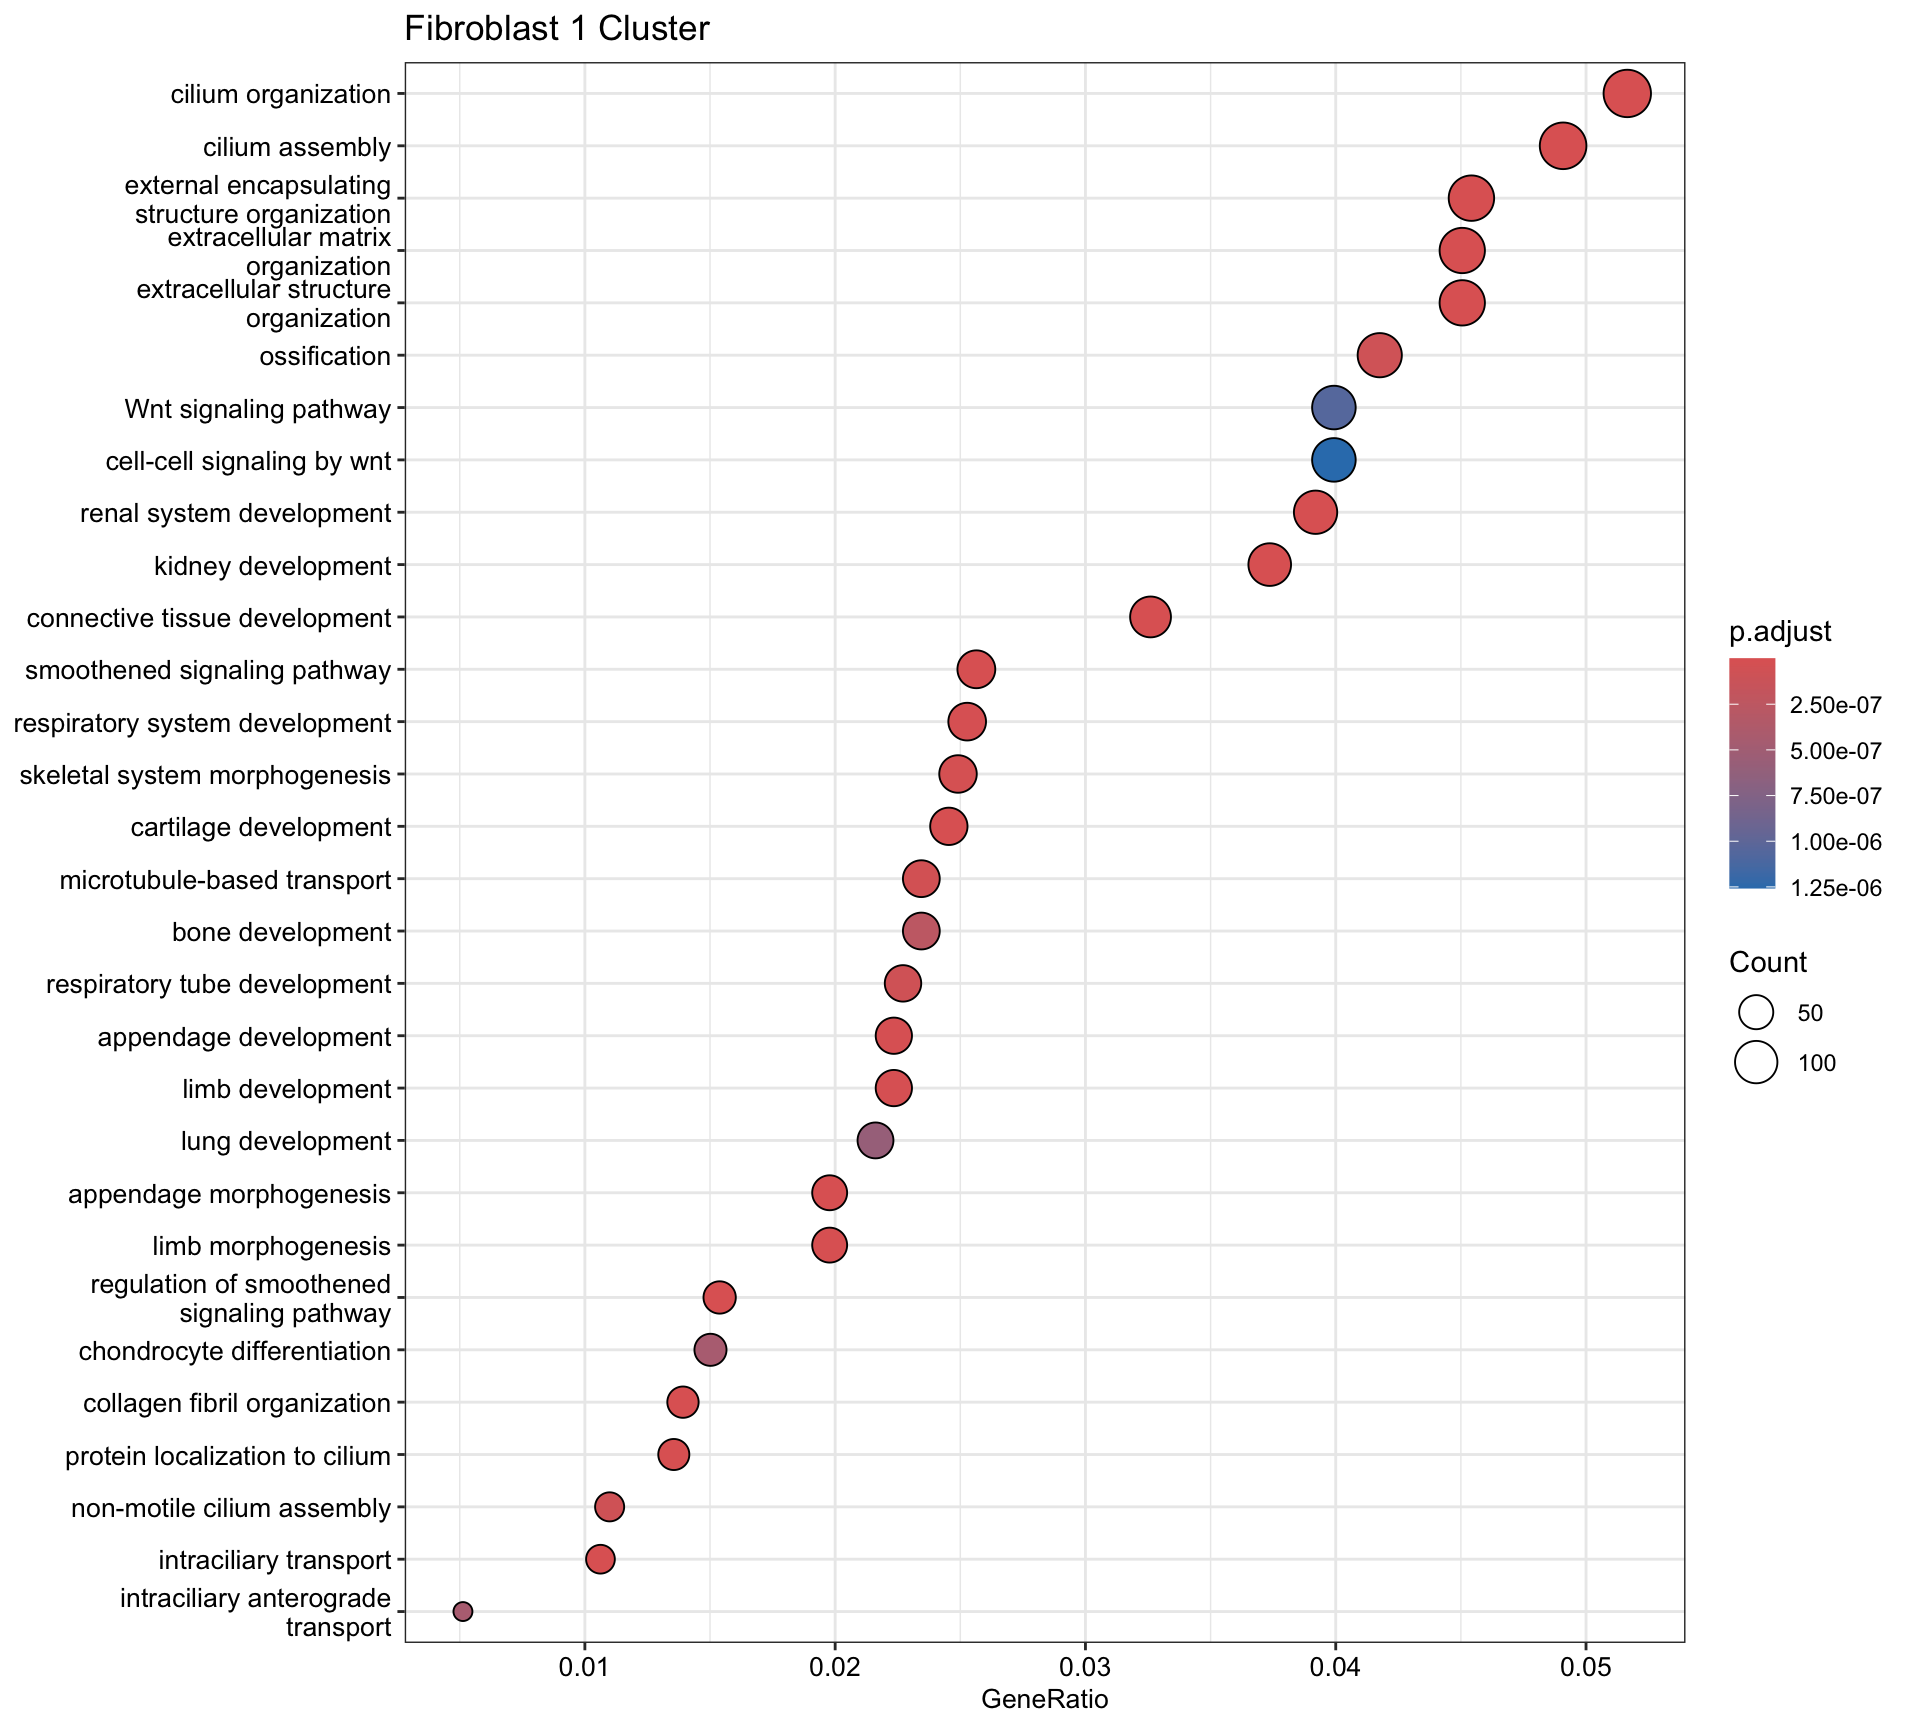 Fibroblast 1 Cluster
cilium organization
cilium assembly
external encapsulating
structure organization
extracellular matrix
organization
extracellular structure
organization
ossification
Wnt signaling pathway
cell-cell signaling by wnt
renal system development
kidney development
connective tissue development
smoothened signaling pathway
respiratory system development
skeletal system morphogenesis
cartilage development
microtubule-based transport
bone development
respiratory tube development
appendage development
limb development
lung development
appendage morphogenesis
limb morphogenesis
regulation of smoothened
signaling pathway
chondrocyte differentiation
collagen fibril organization
protein localization to cilium
non-motile cilium assembly
intraciliary transport
intraciliary anterograde
transport
0.01 0.02 0.03 0.04 0.05
GeneRatio
p.adjust
2.50e-07
5.00e-07
7.50e-07
1.00e-06
1.25e-06
Count
50
100